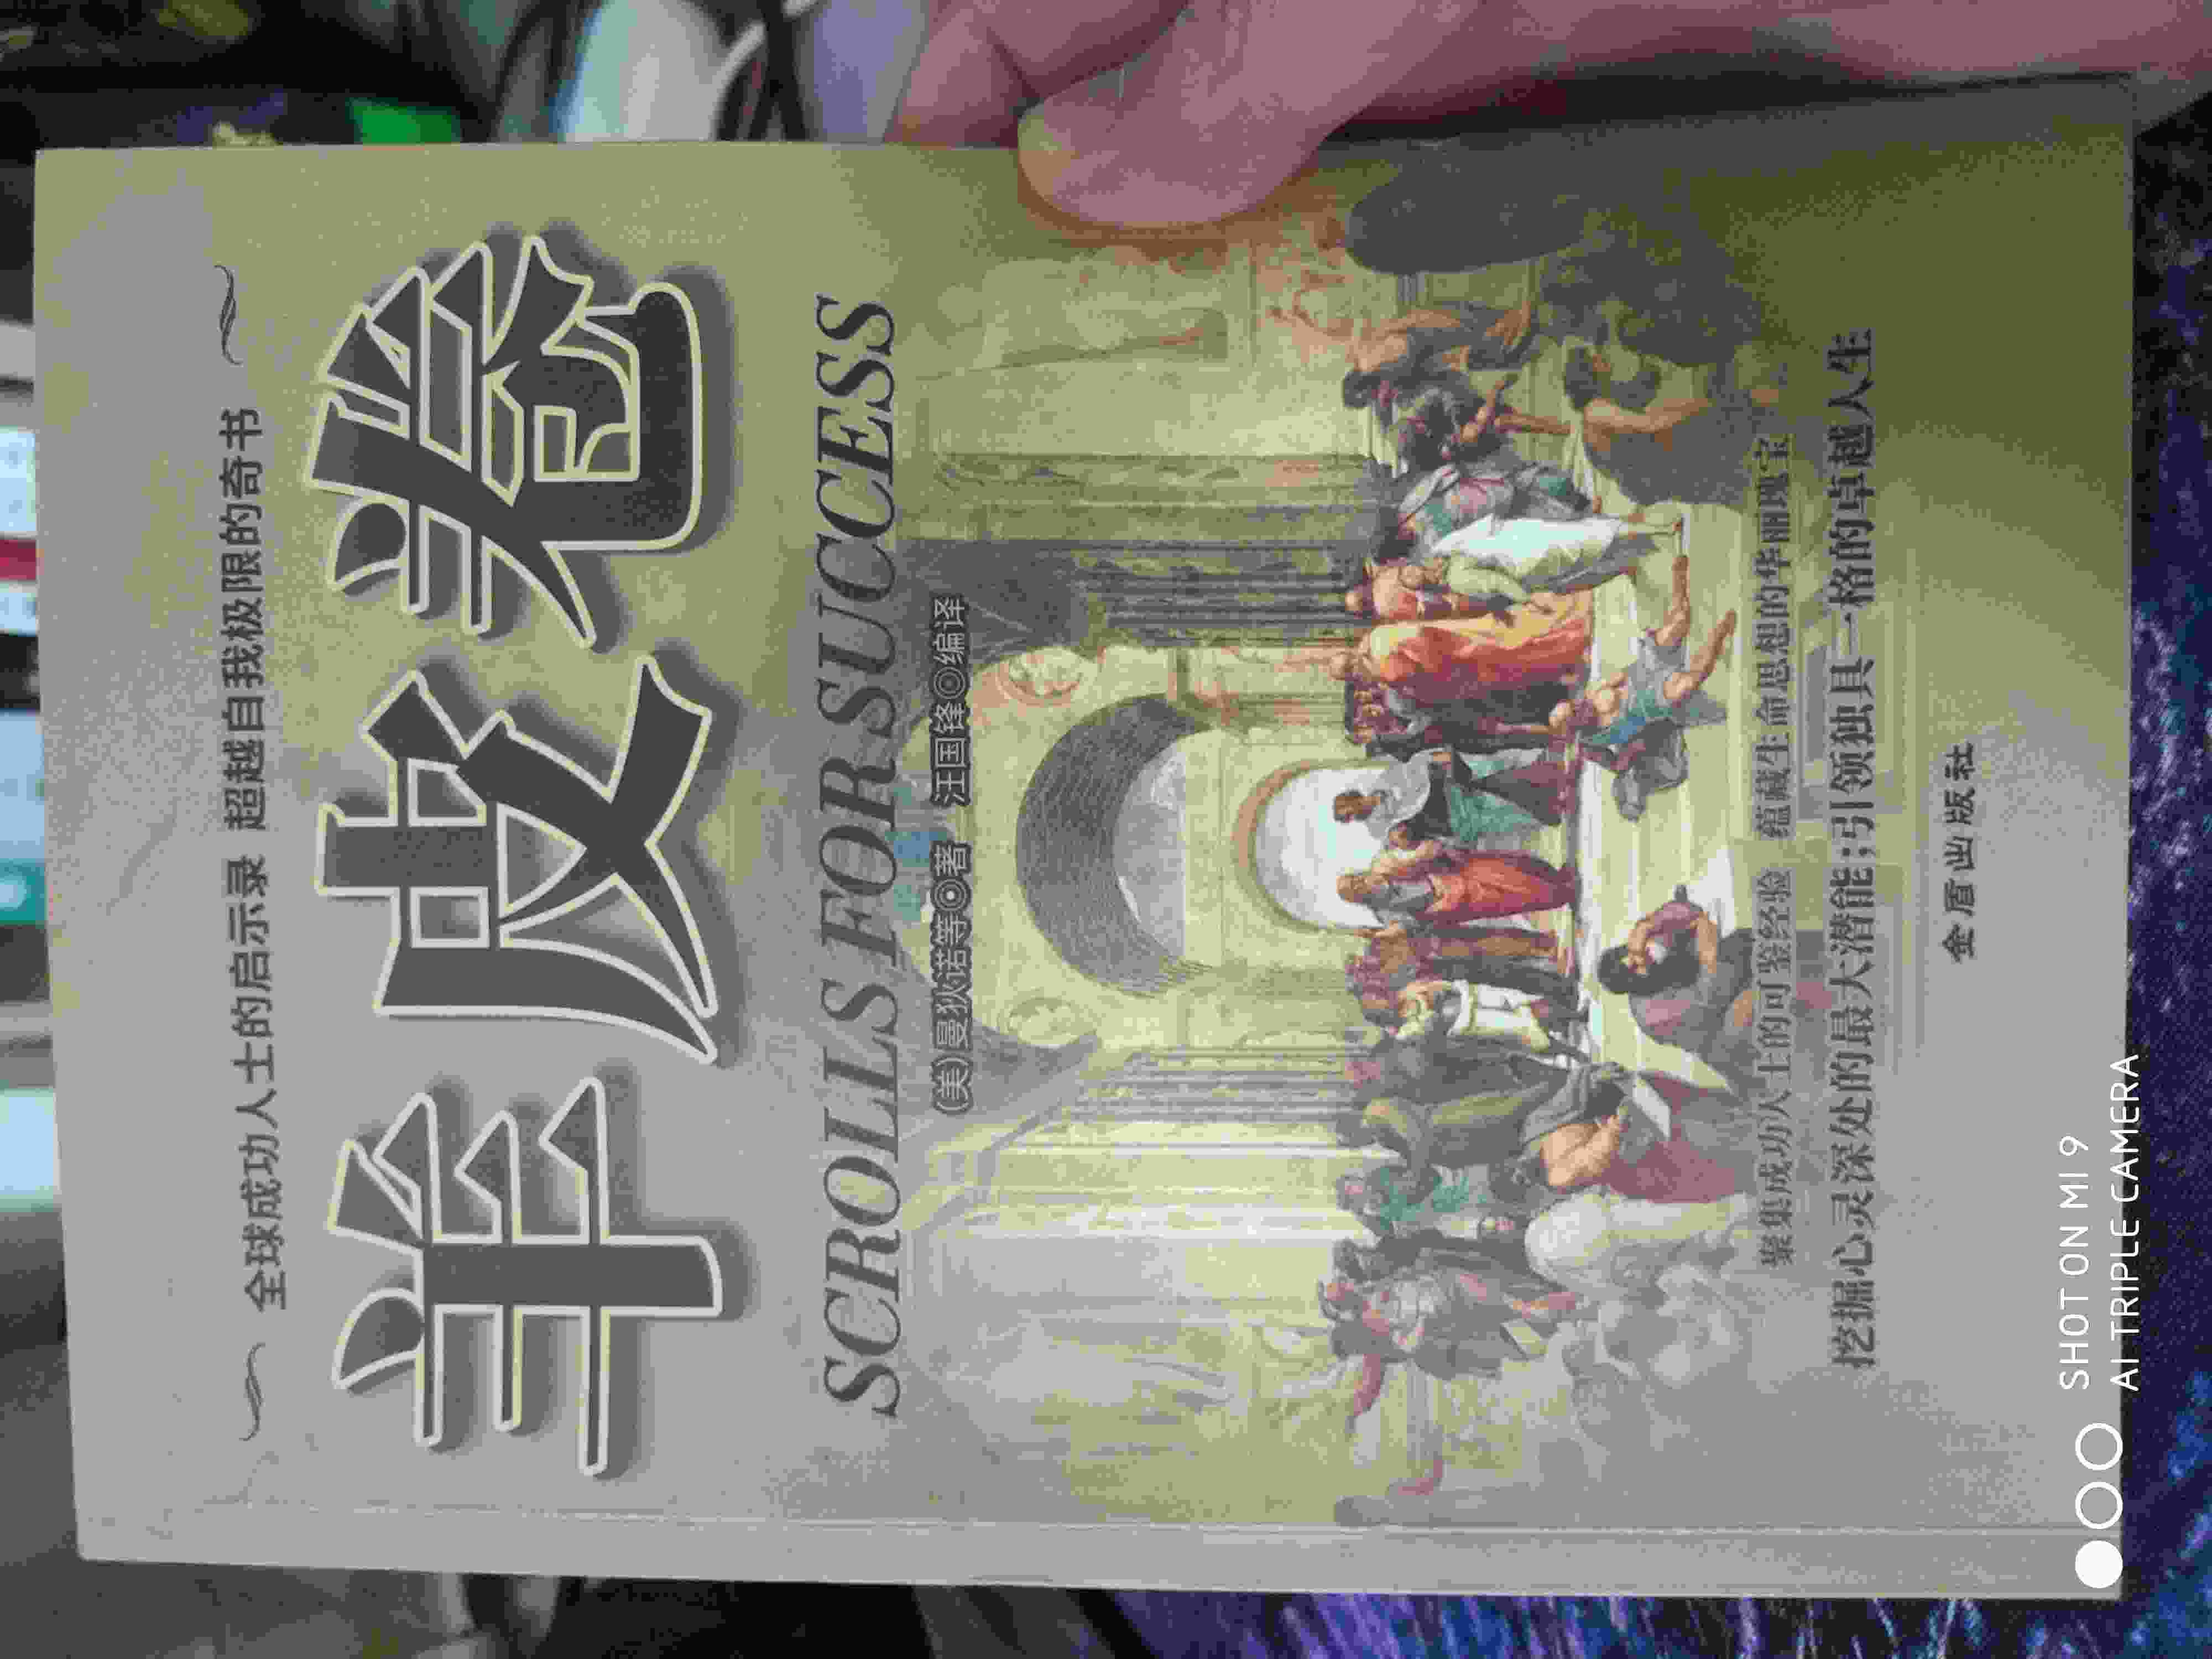 全球成功人士的启示录 超越自我极限的奇书
羊皮卷
SCROLLS FOR SUCCESS
(美)曼狄诺等◎著 汪国锋◎编译
聚集成功人士的可鉴经验 蕴藏生命思想的华丽瑰宝
挖掘心灵深处的最大潜能;引领独具一格的卓越人生
金盾出版社
SHOT ON MI 9
AI TRIPLE CAMERA